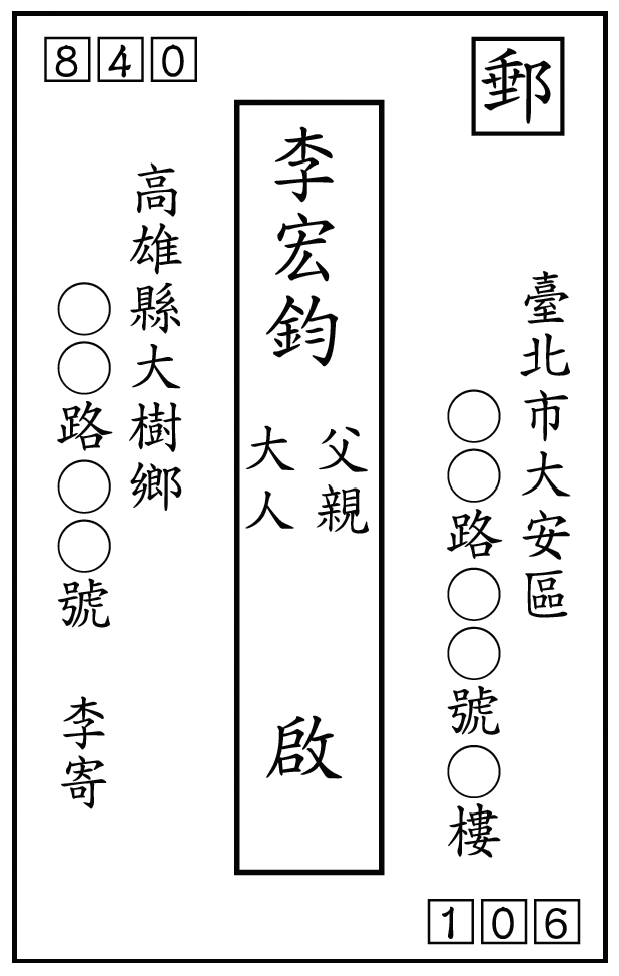 郵
臺北市大安區
○○路○○號○樓
106
李宏鈞
父親
大人
啟
840
高雄縣大樹鄉
○○路○○號
李寄